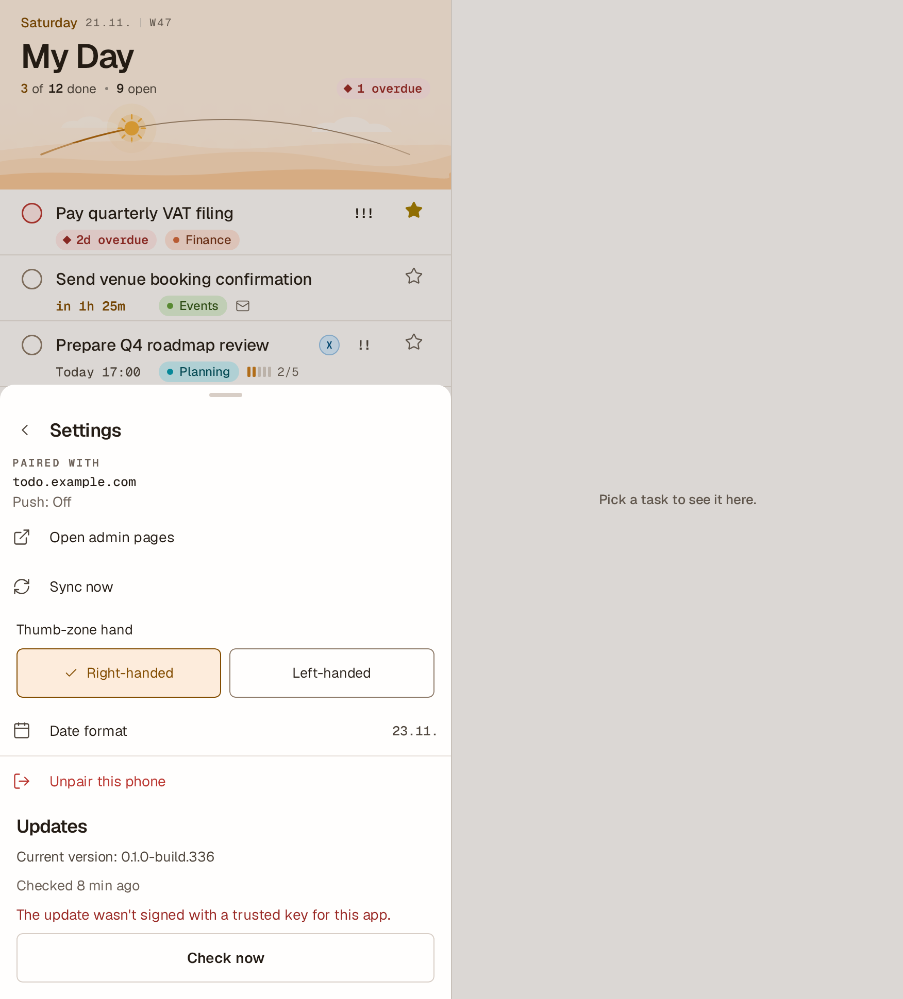 Saturday 21.11. | W47
My Day
3 of 12 done • 9 open
◆ 1 overdue
Pay quarterly VAT filing !!!
◆ 2d overdue • Finance
Send venue booking confirmation
in 1h 25m • Events
Prepare Q4 roadmap review X !!
Today 17:00 • Planning 2/5
Settings
PAIRED WITH
todo.example.com
Push: Off
Open admin pages
Sync now
Thumb-zone hand
Right-handed Left-handed
Date format 23.11.
Unpair this phone
Updates
Current version: 0.1.0-build.336
Checked 8 min ago
The update wasn't signed with a trusted key for this app.
Check now
Pick a task to see it here.